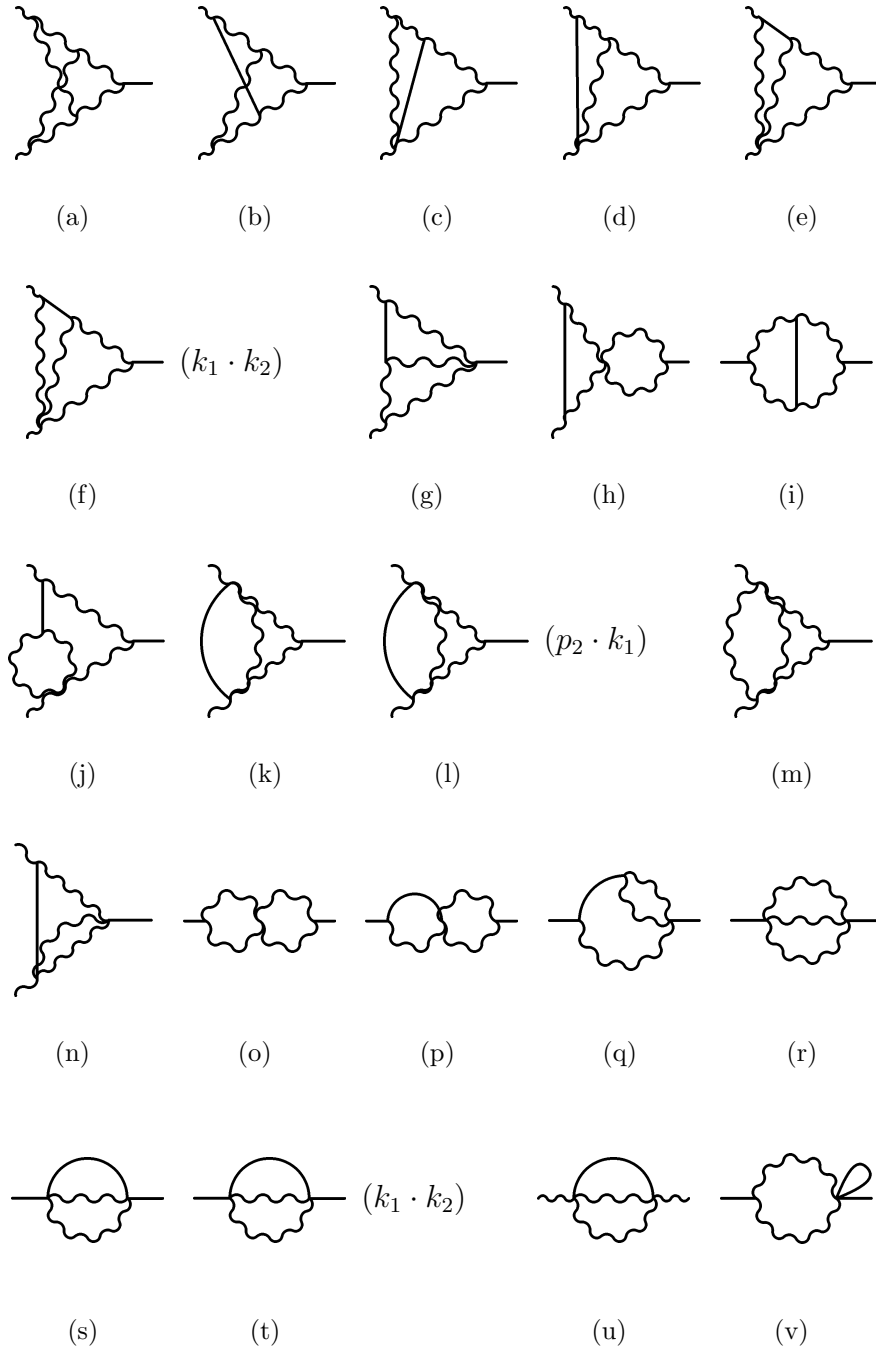 (a) (b) (c) (d) (e)
(k₁ · k₂)
(f) (g) (h) (i)
(p₂ · k₁)
(j) (k) (l) (m)
(n) (o) (p) (q) (r)
(k₁ · k₂)
(s) (t) (u) (v)